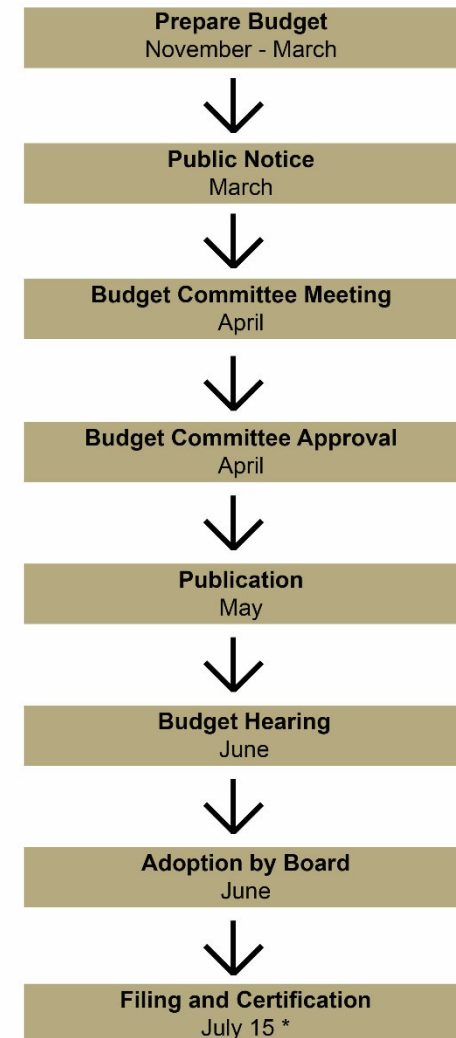 Prepare Budget
November - March
Public Notice
March
Budget Committee Meeting
April
Budget Committee Approval
April
Publication
May
Budget Hearing
June
Adoption by Board
June
Filing and Certification
July 15 *